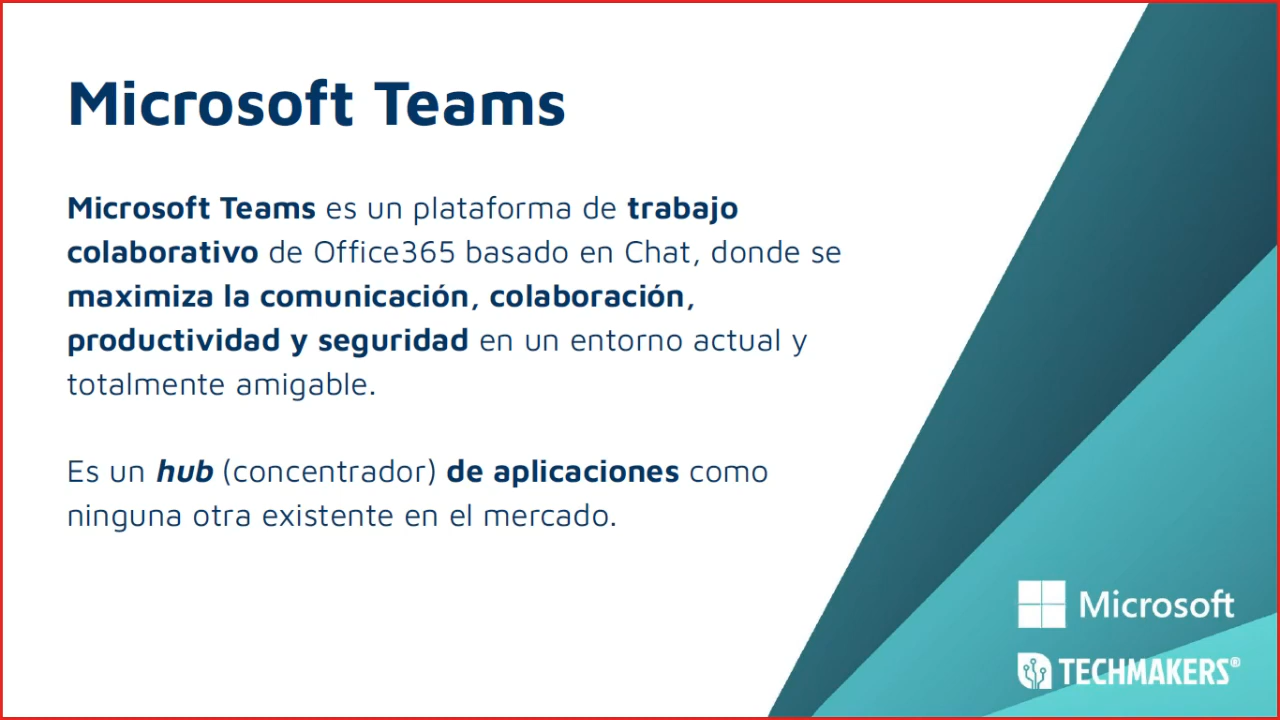 Microsoft Teams
Microsoft Teams es un plataforma de trabajo
colaborativo de Office365 basado en Chat, donde se
maximiza la comunicación, colaboración,
productividad y seguridad en un entorno actual y
totalmente amigable.
Es un hub (concentrador) de aplicaciones como
ninguna otra existente en el mercado.
Microsoft
TECHMAKERS®